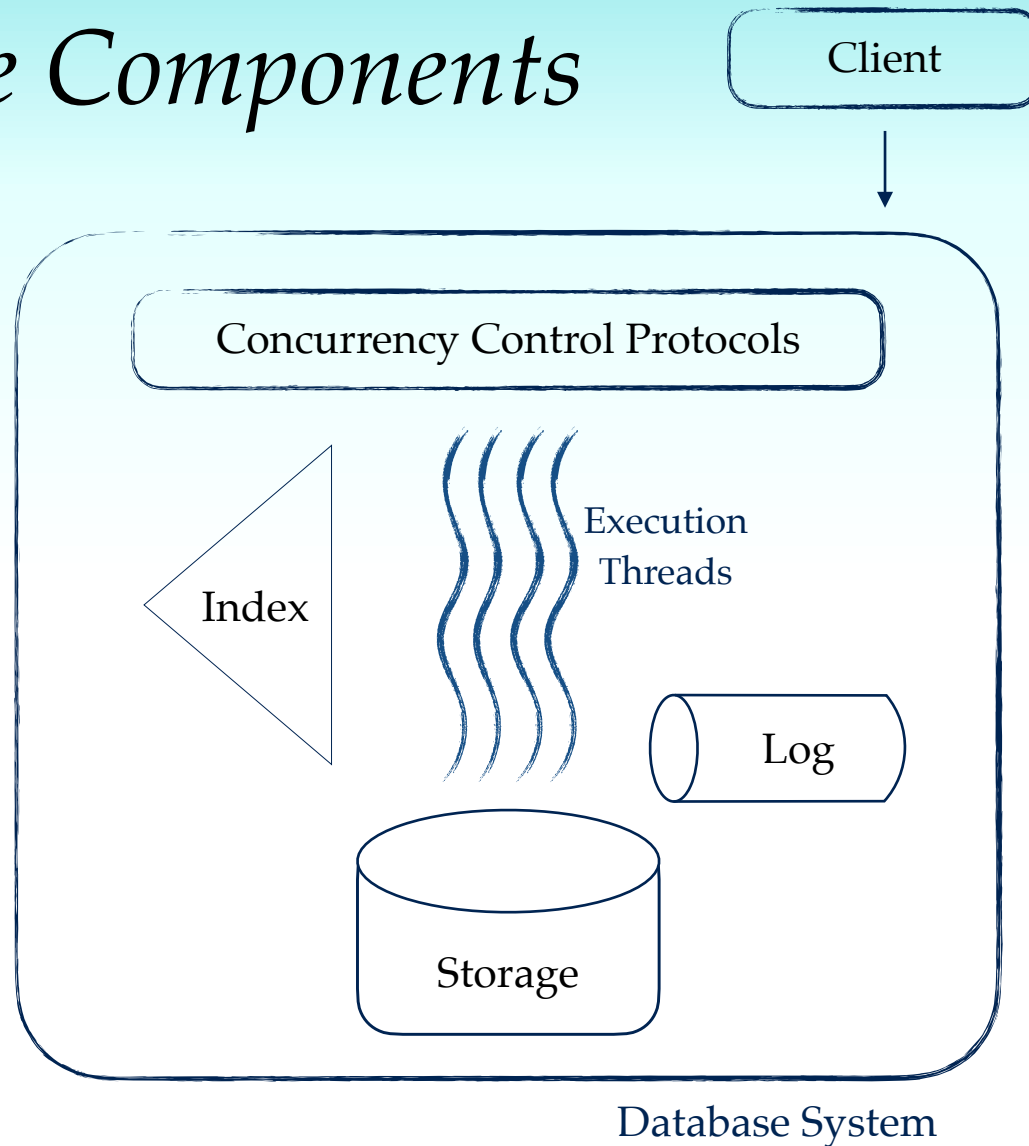 e Components
Client
Concurrency Control Protocols
Execution
Threads
Index
Log
Storage
Database System